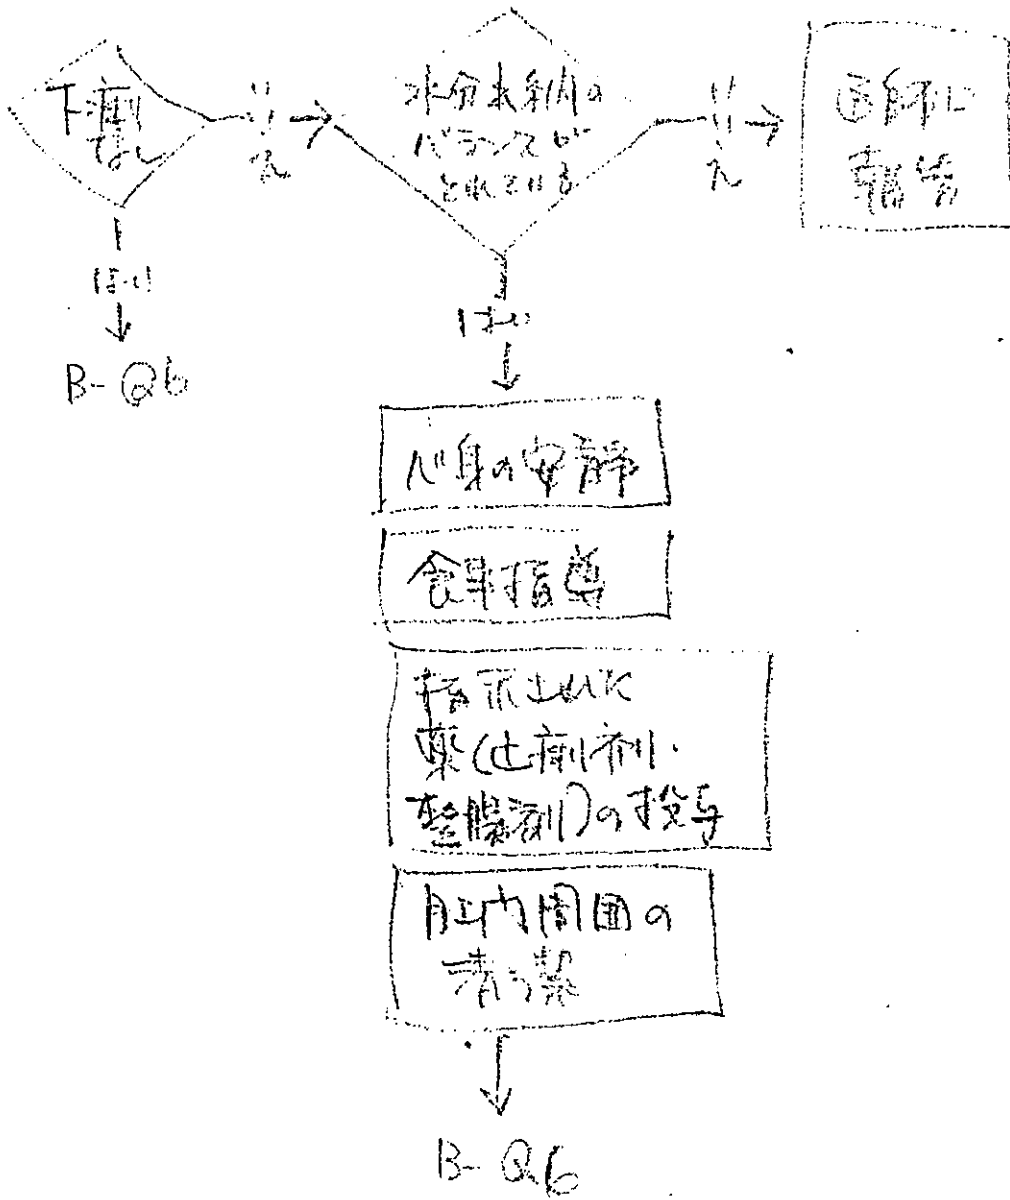 下痢
なし
いいえ
水分出納の
バランスが
とれている
いいえ
医師に
報告
はい
B-Q6
はい
心身の安静
食事指導
指示により
薬(止痢剤・
整腸剤)の投与
肛門周囲の
清潔
B-Q6